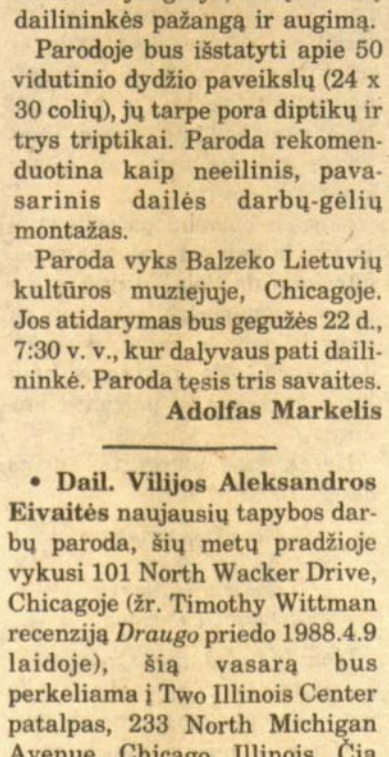 dailininkės pažangą ir augimą.
Parodoje bus išstatyti apie 50
vidutinio dydžio paveikslų (24 x
30 colių), jų tarpe pora diptikų ir
trys triptikai. Paroda rekomen-
duotina kaip neeilinis, pava-
sarinis dailės darbų-gėlių
montažas.
Paroda vyks Balzeko Lietuvių
kultūros muziejuje, Chicagoje.
Jos atidarymas bus gegužės 22 d.,
7:30 v. v., kur dalyvaus pati daili-
ninkė. Paroda tęsis tris savaites.
Adolfas Markelis
• Dail. Vilijos Aleksandros
Eivaitės naujausių tapybos dar-
bų paroda, šių metų pradžioje
vykusi 101 North Wacker Drive,
Chicagoje (žr. Timothy Wittman
recenziją Draugo priedo 1988.4.9
laidoje), šią vasarą bus
perkeliama į Two Illinois Center
patalpas, 233 North Michigan
Avenue, Chicago, Illinois. Čia